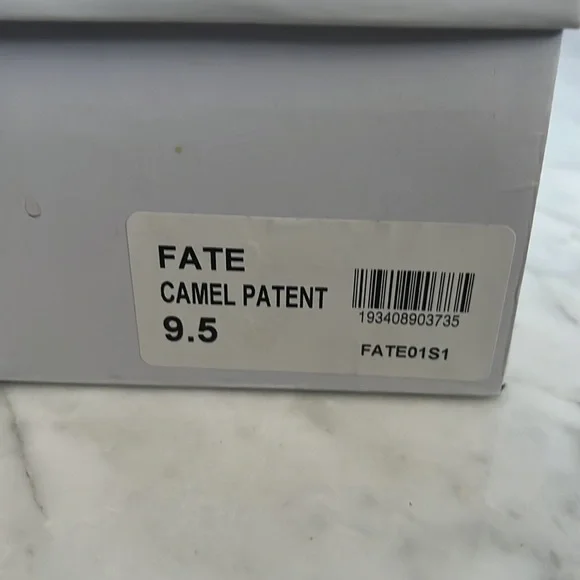 FATE
CAMEL PATENT
9.5
193408903735
FATE01S1